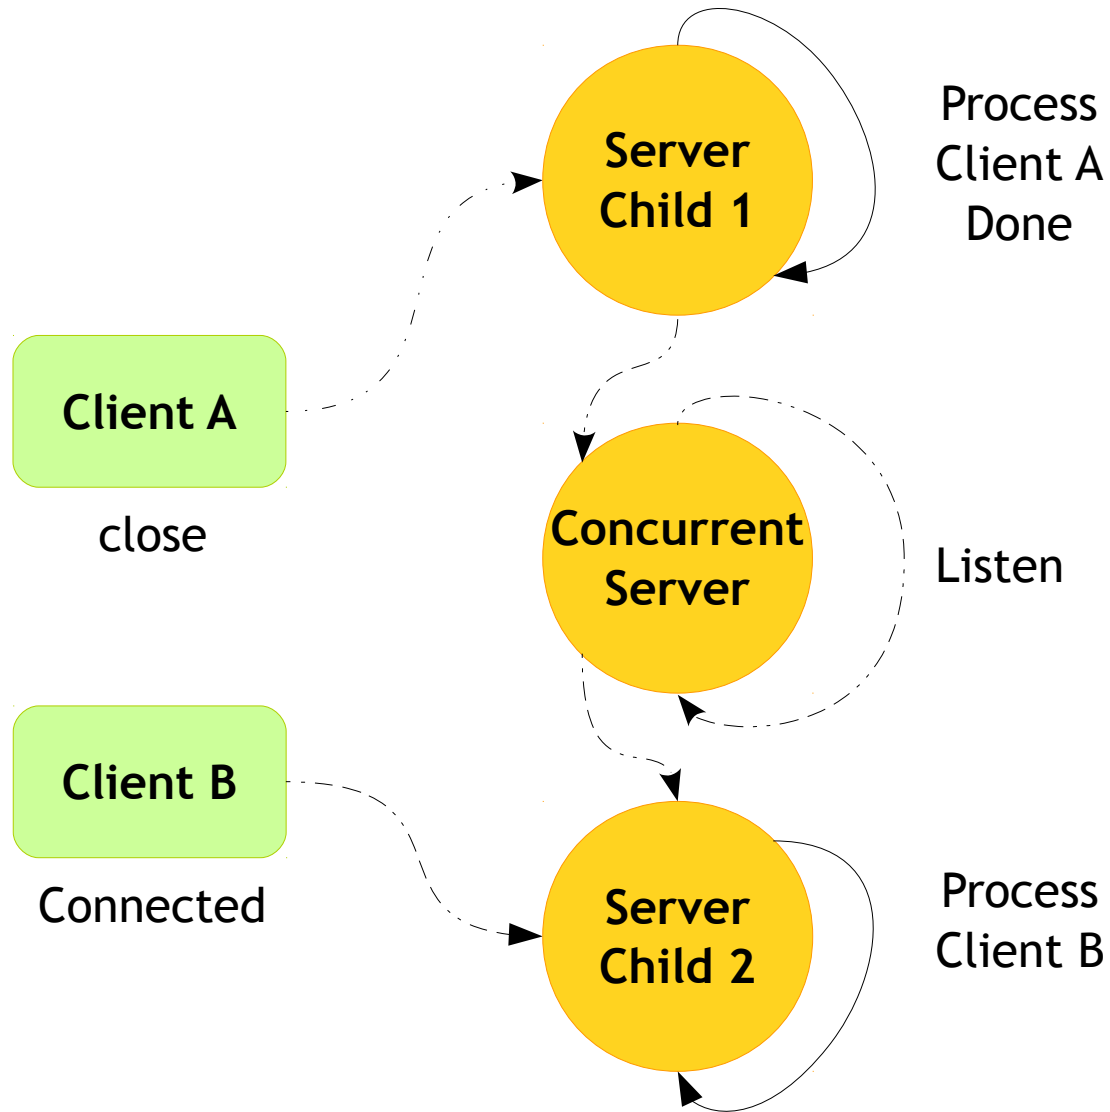 Server
Child 1
Process
Client A
Done
Client A
close
Concurrent
Server
Listen
Client B
Connected
Server
Child 2
Process
Client B